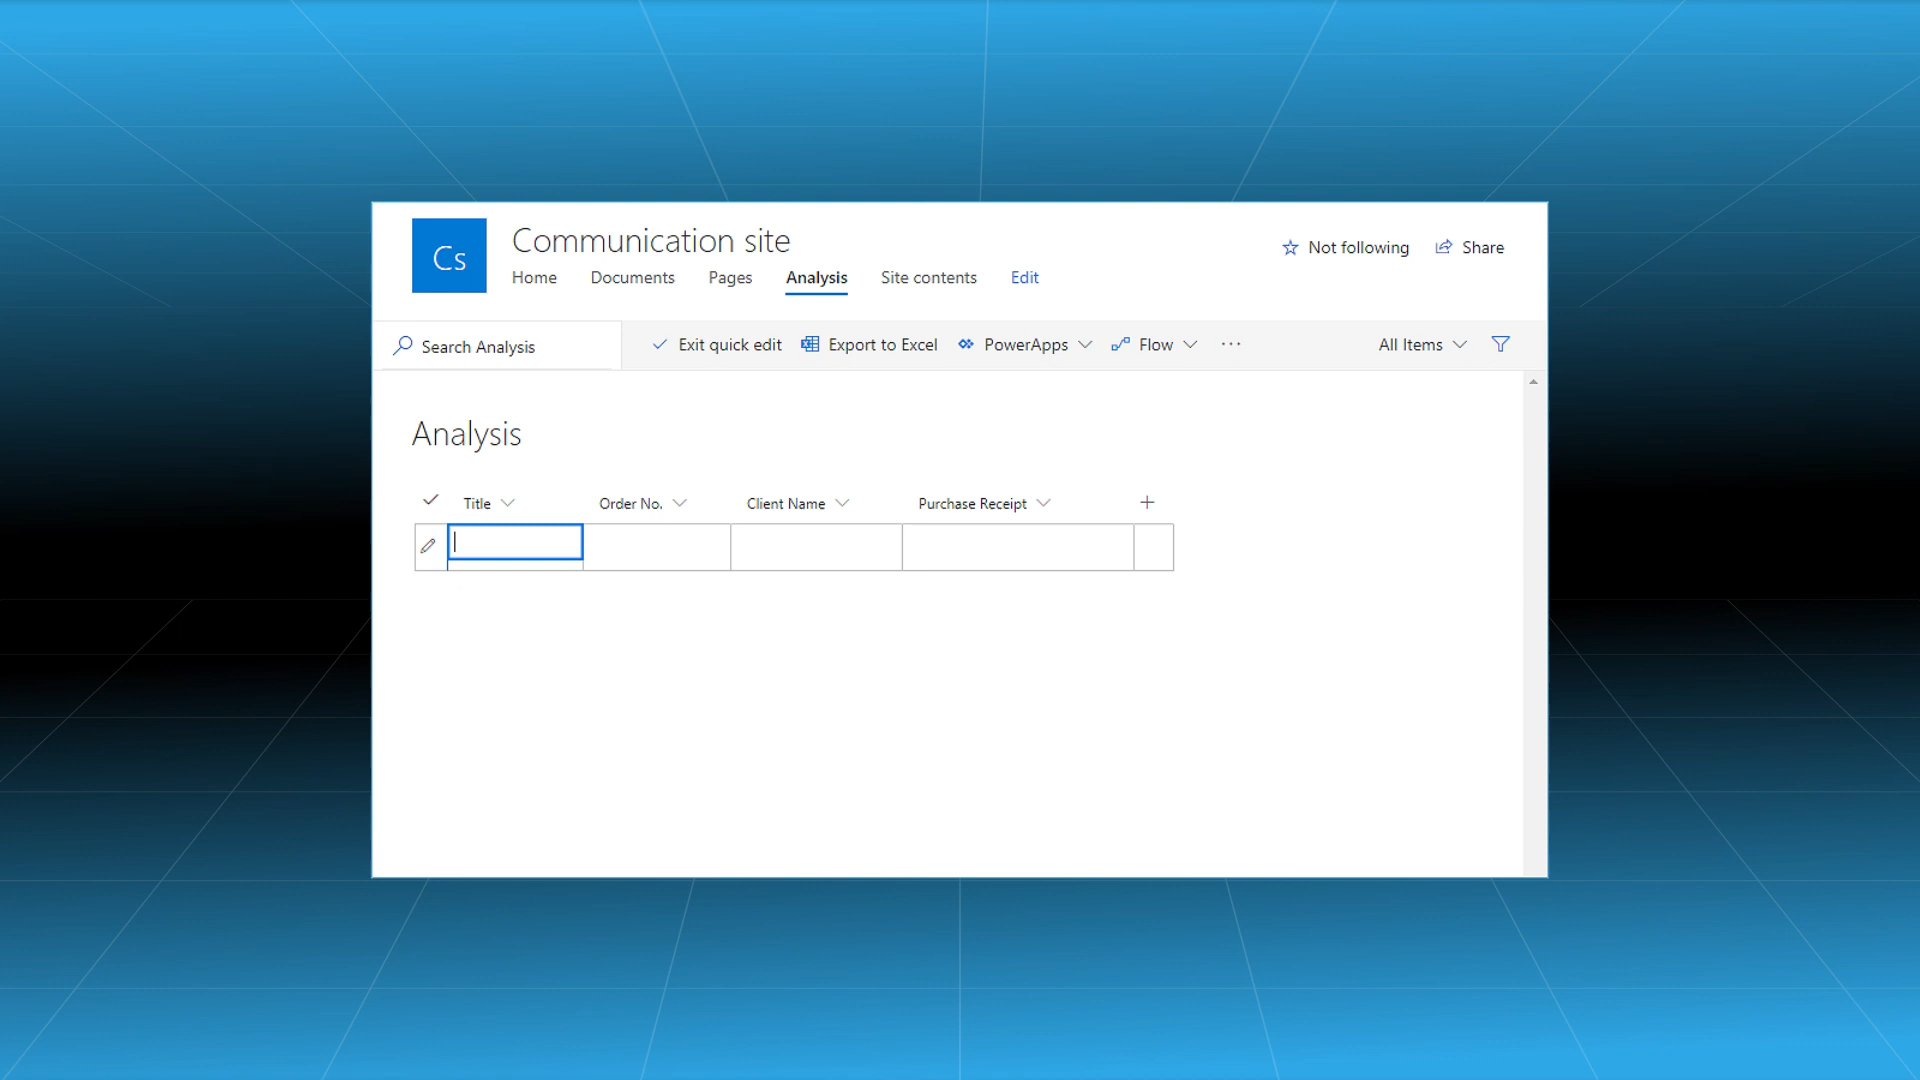 Cs
Communication site
Home Documents Pages Analysis Site contents Edit
Not following Share
Search Analysis
Exit quick edit Export to Excel PowerApps Flow ... All Items
Analysis
Title Order No. Client Name Purchase Receipt